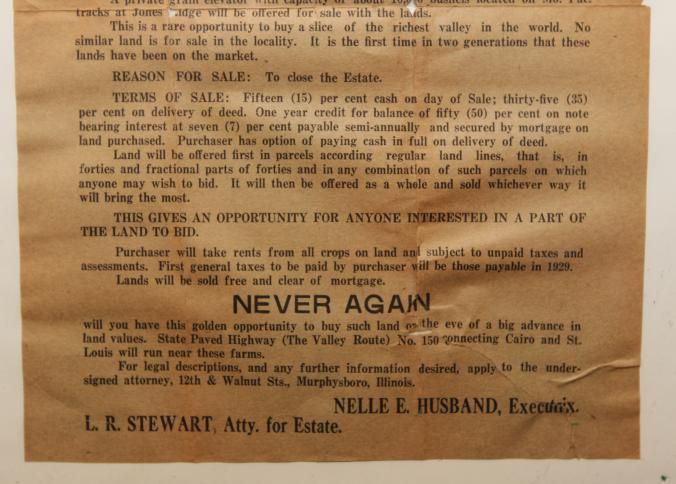 A private grain elevator with capacity of about bushels located on Mo. Pac.
tracks at Jones idge will be offered for sale with the lands.
This is a rare opportunity to buy a slice of the richest valley in the world. No
similar land is for sale in the locality. It is the first time in two generations that these
lands have been on the market.
REASON FOR SALE: To close the Estate.
TERMS OF SALE: Fifteen (15) per cent cash on day of Sale; thirty-five (35)
per cent on delivery of deed. One year credit for balance of fifty (50) per cent on note
bearing interest at seven (7) per cent payable semi-annually and secured by mortgage on
land purchased. Purchaser has option of paying cash in full on delivery of deed.
Land will be offered first in parcels according regular land lines, that is, in
forties and fractional parts of forties and in any combination of such parcels on which
anyone may wish to bid. It will then be offered as a whole and sold whichever way it
will bring the most.
THIS GIVES AN OPPORTUNITY FOR ANYONE INTERESTED IN A PART OF
THE LAND TO BID.
Purchaser will take rents from all crops on land and subject to unpaid taxes and
assessments. First general taxes to be paid by purchaser will be those payable in 1929.
Lands will be sold free and clear of mortgage.
NEVER AGAIN
will you have this golden opportunity to buy such land on the eve of a big advance in
land values. State Paved Highway (The Valley Route) No. 150 connecting Cairo and St.
Louis will run near these farms.
For legal descriptions, and any further information desired, apply to the under-
signed attorney, 12th & Walnut Sts., Murphysboro, Illinois.
NELLE E. HUSBAND, Executrix.
L. R. STEWART, Atty. for Estate.